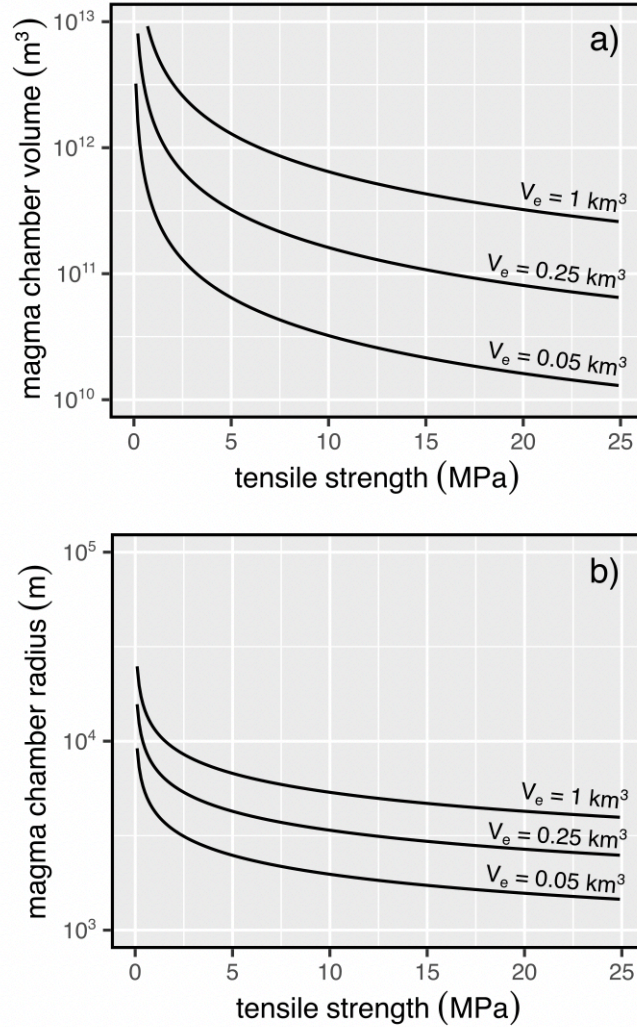 a)
magma chamber volume (m³)
10¹³
10¹²
10¹¹
10¹⁰
Vₑ = 1 km³
Vₑ = 0.25 km³
Vₑ = 0.05 km³
0 5 10 15 20 25
tensile strength (MPa)
b)
magma chamber radius (m)
10⁵
10⁴
10³
Vₑ = 1 km³
Vₑ = 0.25 km³
Vₑ = 0.05 km³
0 5 10 15 20 25
tensile strength (MPa)